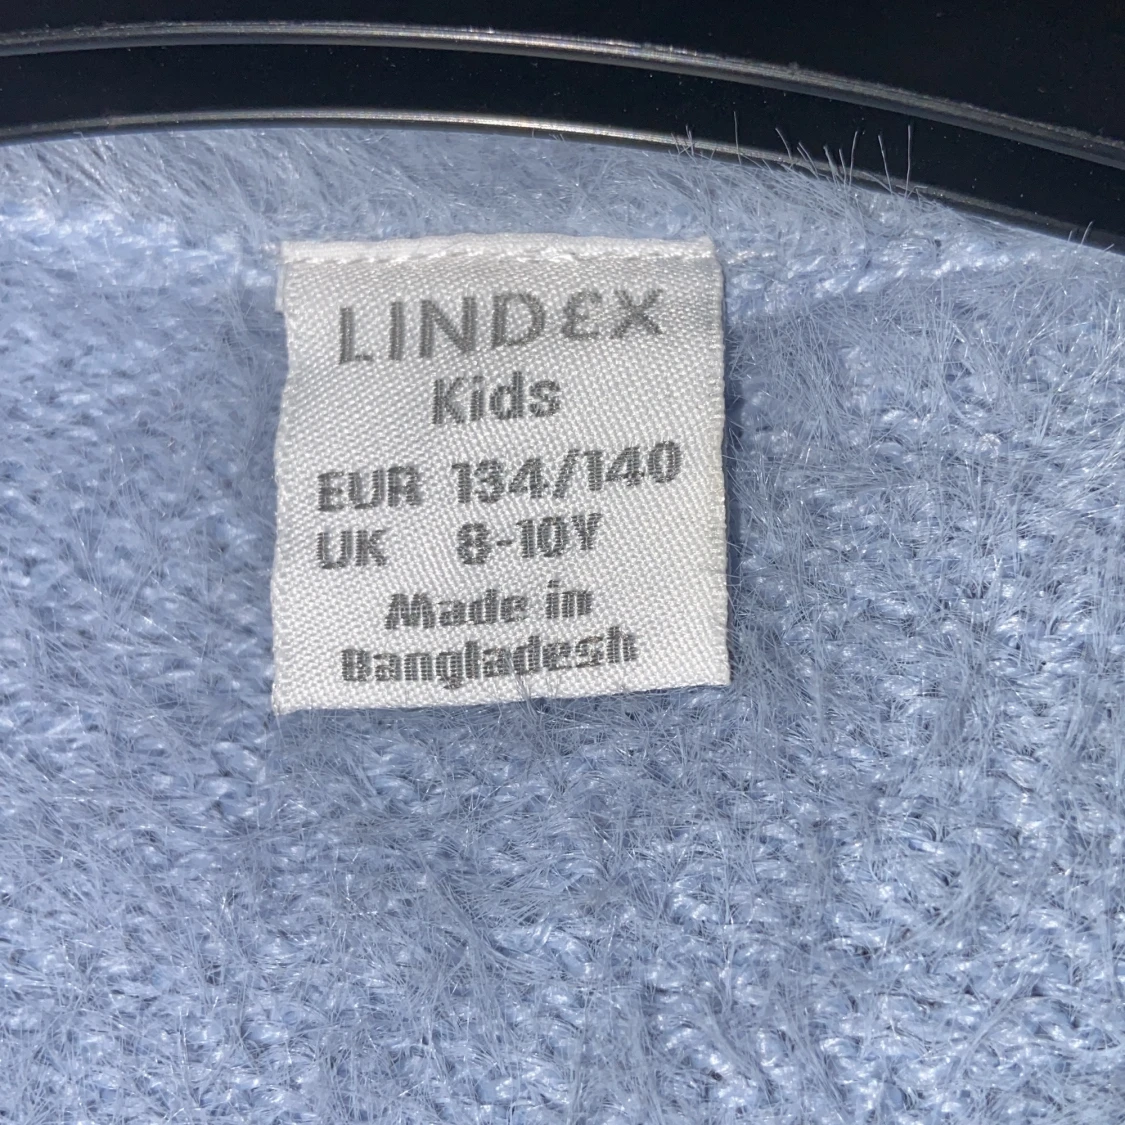 LINDEX
Kids
EUR 134/140
UK 8-10Y
Made in
Bangladesh